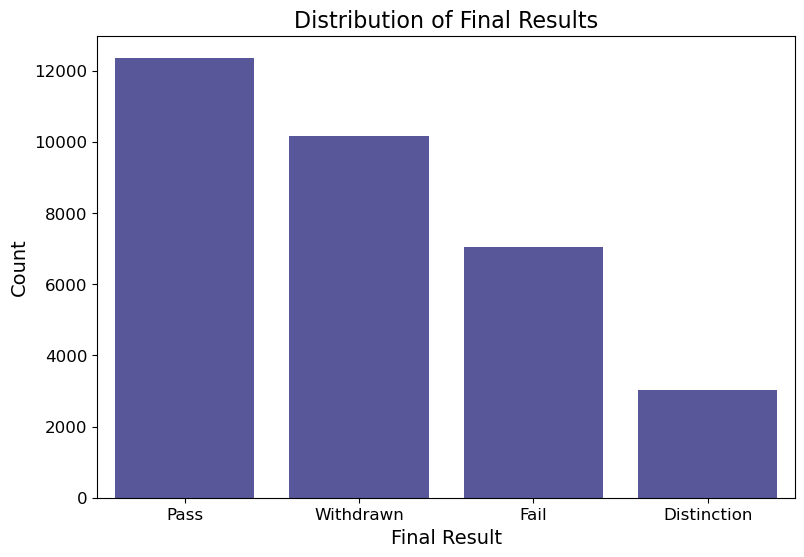 Distribution of Final Results
Count
12000
10000
8000
6000
4000
2000
0
Pass Withdrawn Fail Distinction
Final Result